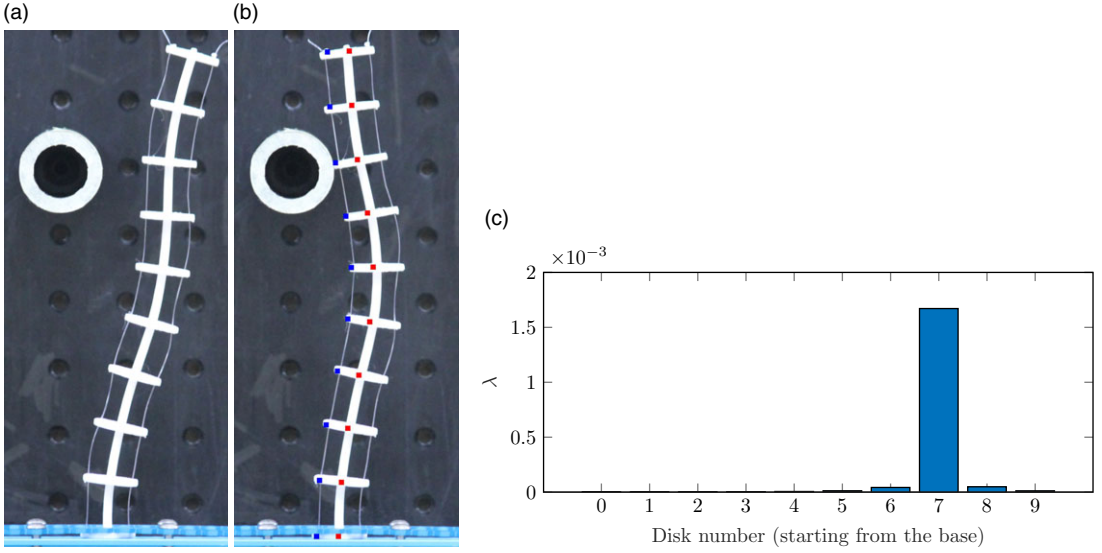 (a)
(b)
(c)
×10⁻³
2
1.5
1
0.5
0
λ
0 1 2 3 4 5 6 7 8 9
Disk number (starting from the base)